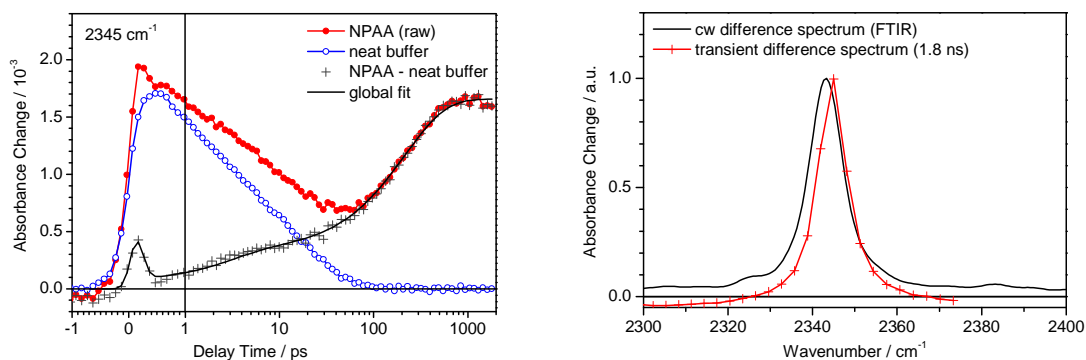 2345 cm⁻¹
NPAA (raw)
neat buffer
NPAA - neat buffer
global fit
2.0
1.5
1.0
0.5
0.0
Absorbance Change / 10⁻³
-1 0 1 10 100 1000
Delay Time / ps
cw difference spectrum (FTIR)
transient difference spectrum (1.8 ns)
1.0
0.5
0.0
Absorbance Change / a.u.
2300 2320 2340 2360 2380 2400
Wavenumber / cm⁻¹